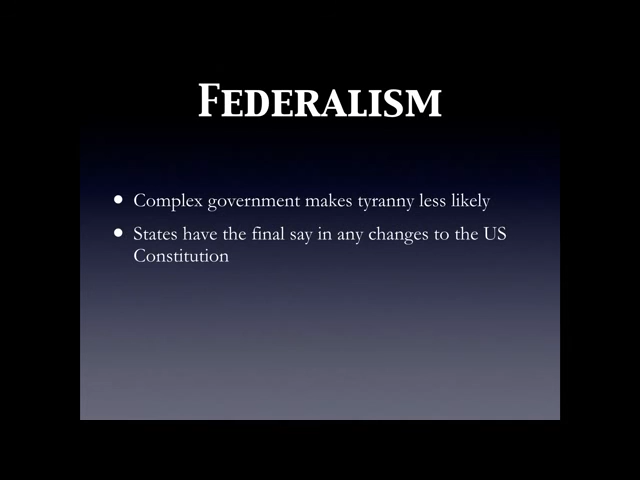 FEDERALISM
• Complex government makes tyranny less likely
• States have the final say in any changes to the US
Constitution